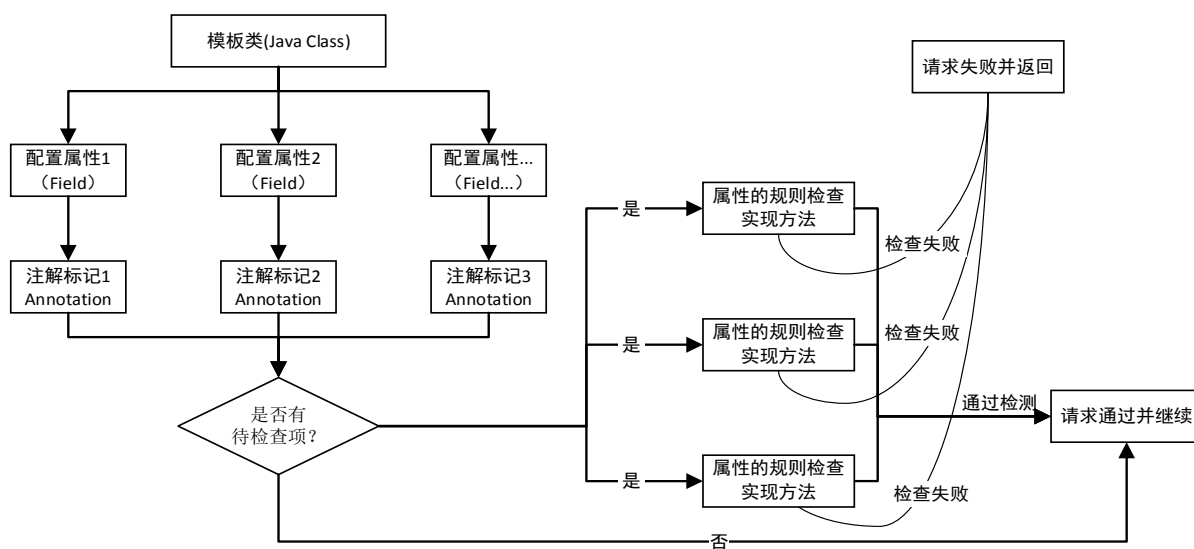 模板类(Java Class)
请求失败并返回
配置属性1
（Field）
配置属性2
（Field）
配置属性...
（Field...）
注解标记1
Annotation
注解标记2
Annotation
注解标记3
Annotation
是否有
待检查项？
是
属性的规则检查
实现方法
检查失败
是
属性的规则检查
实现方法
检查失败
是
属性的规则检查
实现方法
检查失败
通过检测
请求通过并继续
否